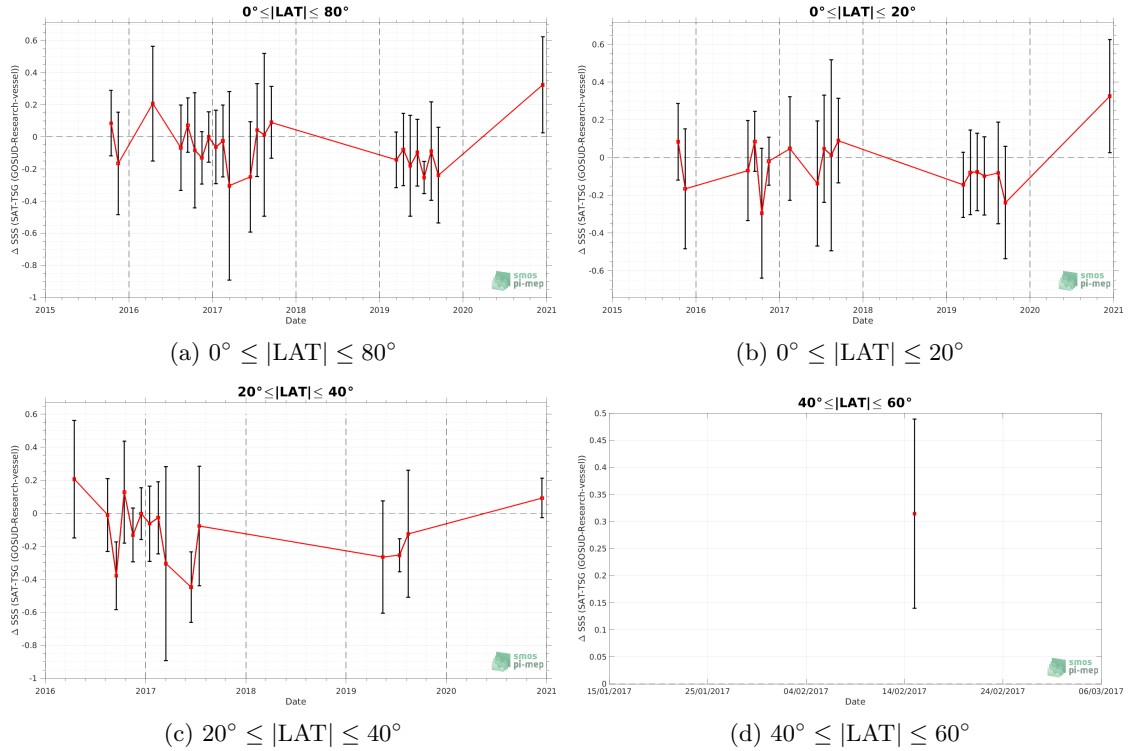 0°≤|LAT|≤ 80°
Δ SSS (SAT-TSG (GOSUD-Research-vessel))
0.6
0.4
0.2
0
-0.2
-0.4
-0.6
-0.8
-1
2015 2016 2017 2018 2019 2020 2021
Date
smos
pi-mep
(a) 0° ≤ |LAT| ≤ 80°
0°≤|LAT|≤ 20°
Δ SSS (SAT-TSG (GOSUD-Research-vessel))
0.6
0.4
0.2
0
-0.2
-0.4
-0.6
2015 2016 2017 2018 2019 2020 2021
Date
smos
pi-mep
(b) 0° ≤ |LAT| ≤ 20°
20°≤|LAT|≤ 40°
Δ SSS (SAT-TSG (GOSUD-Research-vessel))
0.6
0.4
0.2
0
-0.2
-0.4
-0.6
-0.8
-1
2016 2017 2018 2019 2020 2021
Date
smos
pi-mep
(c) 20° ≤ |LAT| ≤ 40°
40°≤|LAT|≤ 60°
Δ SSS (SAT-TSG (GOSUD-Research-vessel))
0.5
0.45
0.4
0.35
0.3
0.25
0.2
0.15
0.1
0.05
0
15/01/2017 25/01/2017 04/02/2017 14/02/2017 24/02/2017 06/03/2017
Date
smos
pi-mep
(d) 40° ≤ |LAT| ≤ 60°